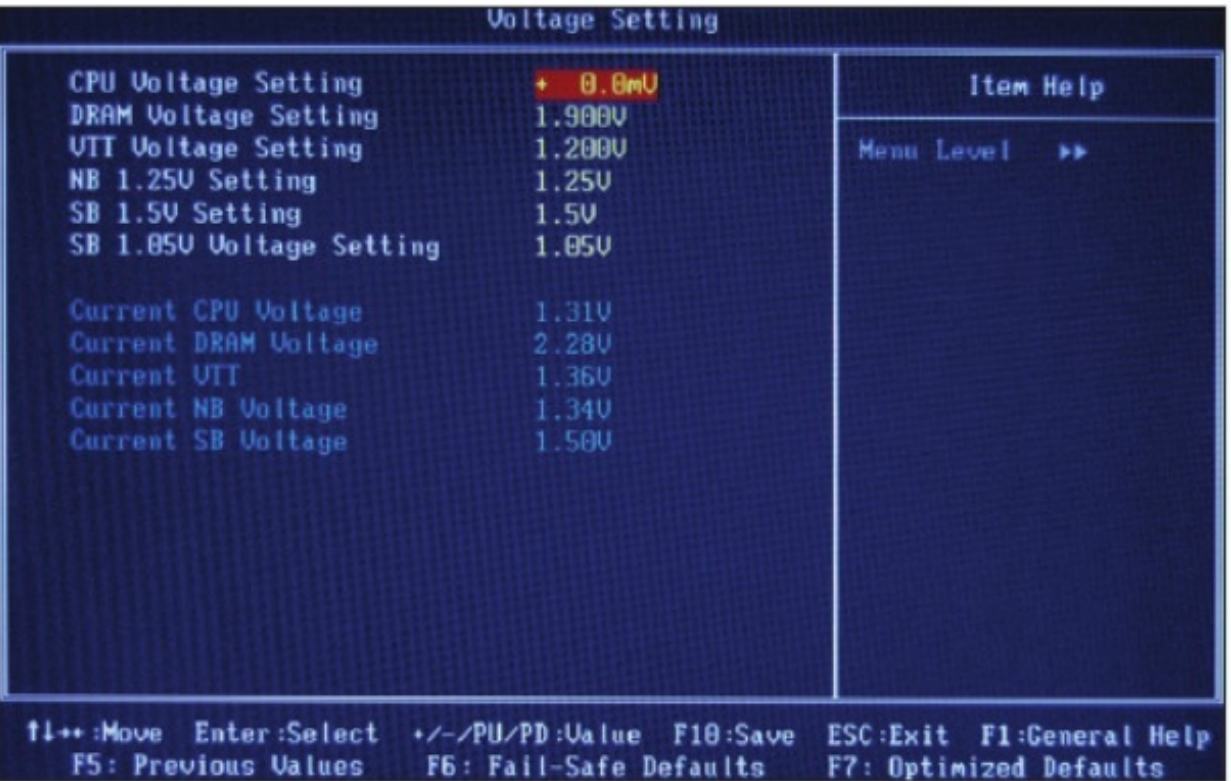 Voltage Setting
CPU Voltage Setting + 0.0mV
DRAM Voltage Setting 1.900V
VTT Voltage Setting 1.200V
NB 1.25V Setting 1.25V
SB 1.5V Setting 1.5V
SB 1.05V Voltage Setting 1.05V
Current CPU Voltage 1.31V
Current DRAM Voltage 2.28V
Current VTT 1.36V
Current NB Voltage 1.34V
Current SB Voltage 1.50V
Item Help
Menu Level ▸▸
↑↓→←:Move Enter:Select +/-/PU/PD:Value F10:Save ESC:Exit F1:General Help
F5: Previous Values F6: Fail-Safe Defaults F7: Optimized Defaults